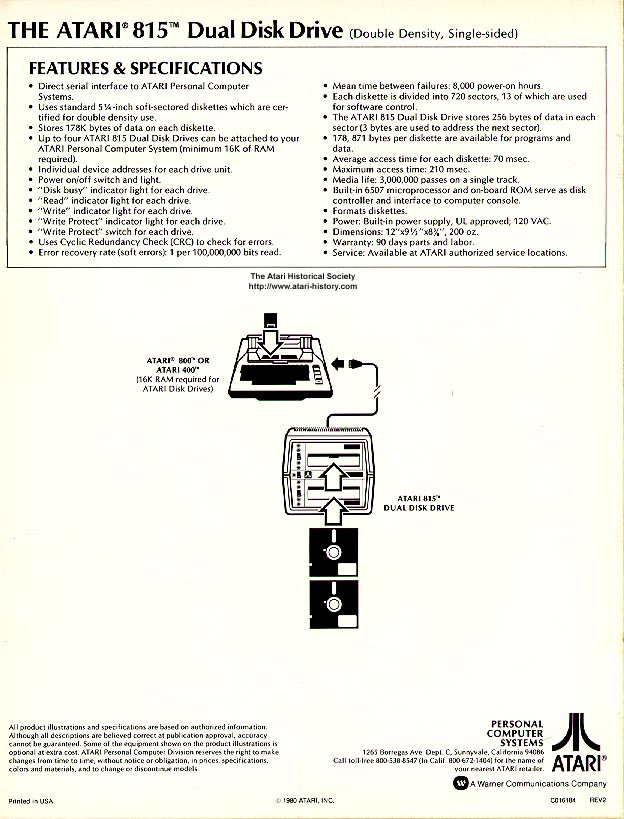 THE ATARI® 815™ Dual Disk Drive (Double Density, Single-sided)
FEATURES & SPECIFICATIONS
• Direct serial interface to ATARI Personal Computer
Systems.
• Uses standard 5¼-inch soft-sectored diskettes which are cer-
tified for double density use.
• Stores 178K bytes of data on each diskette.
• Up to four ATARI 815 Dual Disk Drives can be attached to your
ATARI Personal Computer System (minimum 16K of RAM
required).
• Individual device addresses for each drive unit.
• Power on/off switch and light.
• "Disk busy" indicator light for each drive.
• "Read" indicator light for each drive.
• "Write" indicator light for each drive.
• "Write Protect" indicator light for each drive.
• "Write Protect" switch for each drive.
• Uses Cyclic Redundancy Check (CRC) to check for errors.
• Error recovery rate (soft errors): 1 per 100,000,000 bits read.
• Mean time between failures: 8,000 power-on hours.
• Each diskette is divided into 720 sectors, 13 of which are used
for software control.
• The ATARI 815 Dual Disk Drive stores 256 bytes of data in each
sector (3 bytes are used to address the next sector).
• 178, 871 bytes per diskette are available for programs and
data.
• Average access time for each diskette: 70 msec.
• Maximum access time: 210 msec.
• Media life: 3,000,000 passes on a single track.
• Built-in 6507 microprocessor and on-board ROM serve as disk
controller and interface to computer console.
• Formats diskettes.
• Power: Built-in power supply, UL approved; 120 VAC.
• Dimensions: 12"x9½"x8⅜", 200 oz.
• Warranty: 90 days parts and labor.
• Service: Available at ATARI authorized service locations.
The Atari Historical Society
http://www.atari-history.com
ATARI® 800™ OR
ATARI 400™
(16K RAM required for
ATARI Disk Drives)
ATARI 815™
DUAL DISK DRIVE
All product illustrations and specifications are based on authorized information.
Although all descriptions are believed correct at publication approval, accuracy
cannot be guaranteed. Some of the equipment shown on the product illustrations is
optional at extra cost. ATARI Personal Computer Division reserves the right to make
changes from time to time, without notice or obligation, in prices, specifications,
colors and materials, and to change or discontinue models.
PERSONAL
COMPUTER
SYSTEMS
1265 Borregas Ave. Dept. C, Sunnyvale, California 94086
Call toll-free 800-538-8547 (In Calif. 800-672-1404) for the name of
your nearest ATARI retailer.
ATARI®
A Warner Communications Company
Printed in USA
© 1980 ATARI, INC.
C016184 REV2